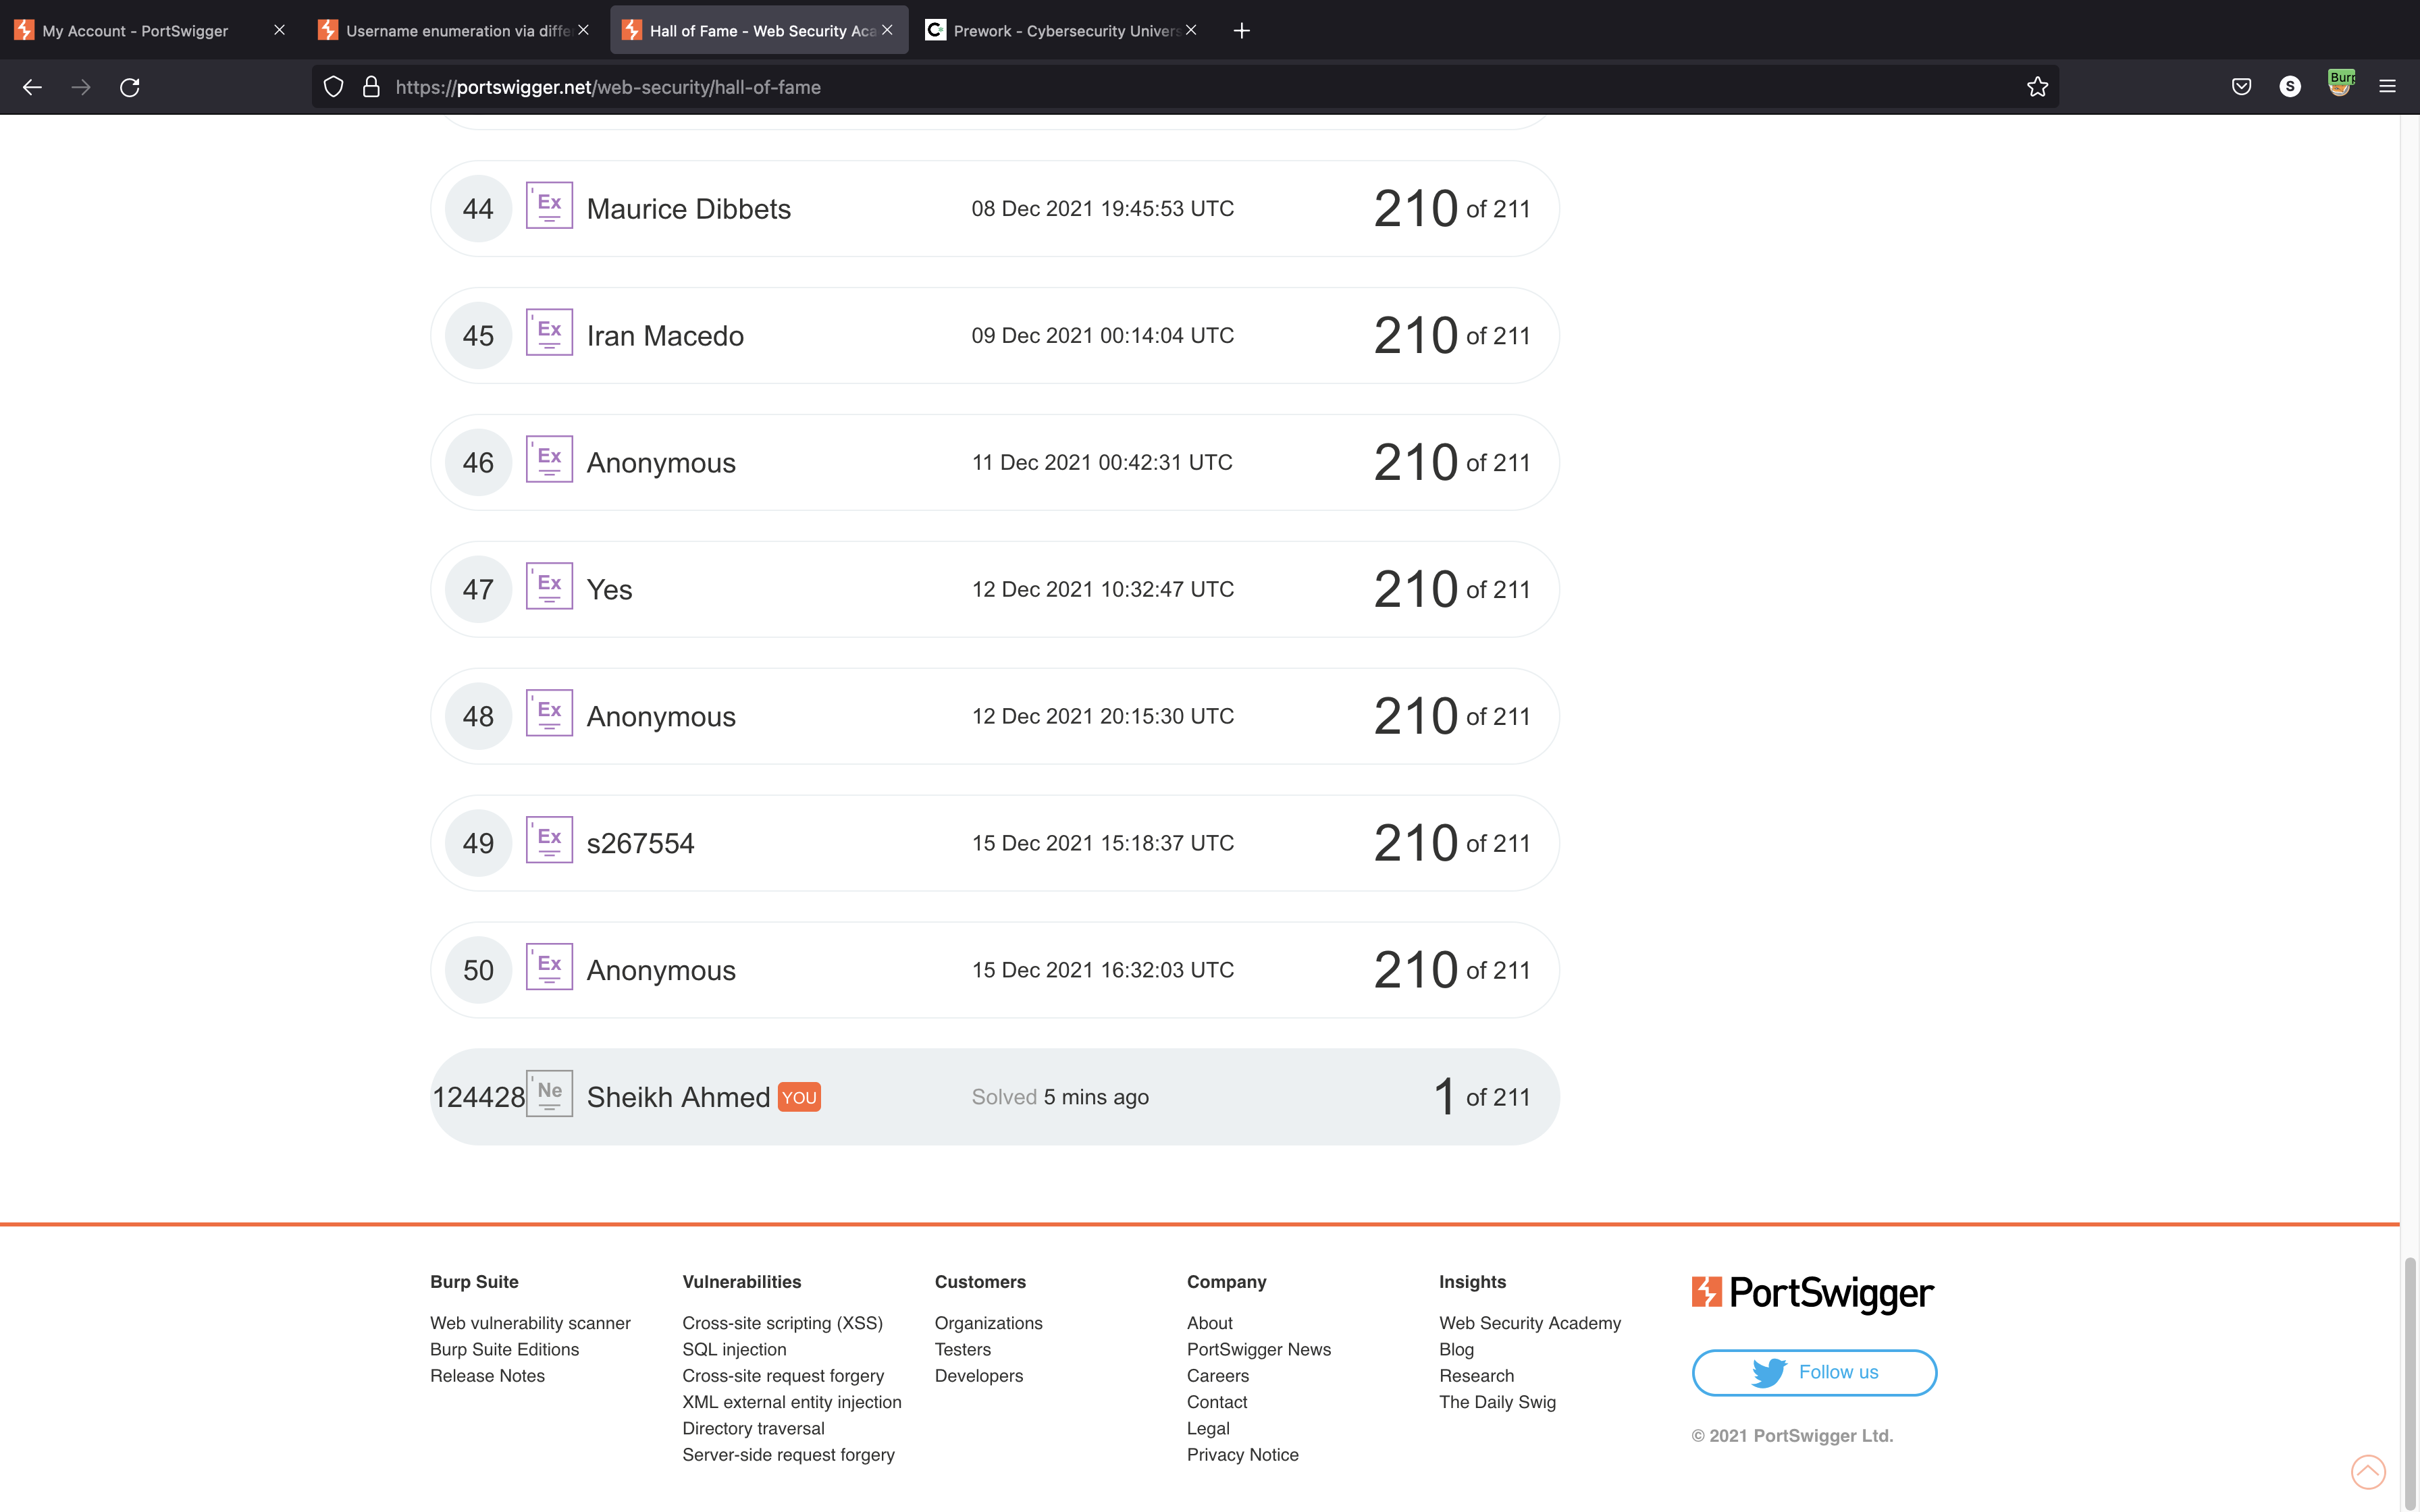 My Account - PortSwigger
Username enumeration via diffe
Hall of Fame - Web Security Aca
Prework - Cybersecurity Univers
https://portswigger.net/web-security/hall-of-fame
S
Burp
44 Ex Maurice Dibbets 08 Dec 2021 19:45:53 UTC 210 of 211
45 Ex Iran Macedo 09 Dec 2021 00:14:04 UTC 210 of 211
46 Ex Anonymous 11 Dec 2021 00:42:31 UTC 210 of 211
47 Ex Yes 12 Dec 2021 10:32:47 UTC 210 of 211
48 Ex Anonymous 12 Dec 2021 20:15:30 UTC 210 of 211
49 Ex s267554 15 Dec 2021 15:18:37 UTC 210 of 211
50 Ex Anonymous 15 Dec 2021 16:32:03 UTC 210 of 211
124428 Ne Sheikh Ahmed YOU Solved 5 mins ago 1 of 211
Burp Suite
Web vulnerability scanner
Burp Suite Editions
Release Notes
Vulnerabilities
Cross-site scripting (XSS)
SQL injection
Cross-site request forgery
XML external entity injection
Directory traversal
Server-side request forgery
Customers
Organizations
Testers
Developers
Company
About
PortSwigger News
Careers
Contact
Legal
Privacy Notice
Insights
Web Security Academy
Blog
Research
The Daily Swig
PortSwigger
Follow us
© 2021 PortSwigger Ltd.